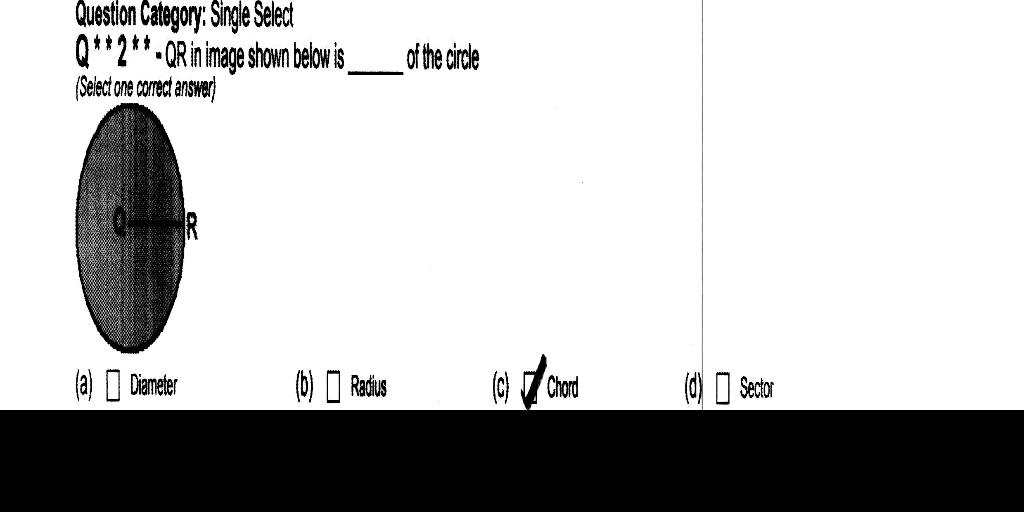 Question Category: Single Select
Q * * 2 * * - QR in image shown below is ______ of the circle
(Select one correct answer)
Q R
(a) Diameter (b) Radius (c) Chord (d) Sector